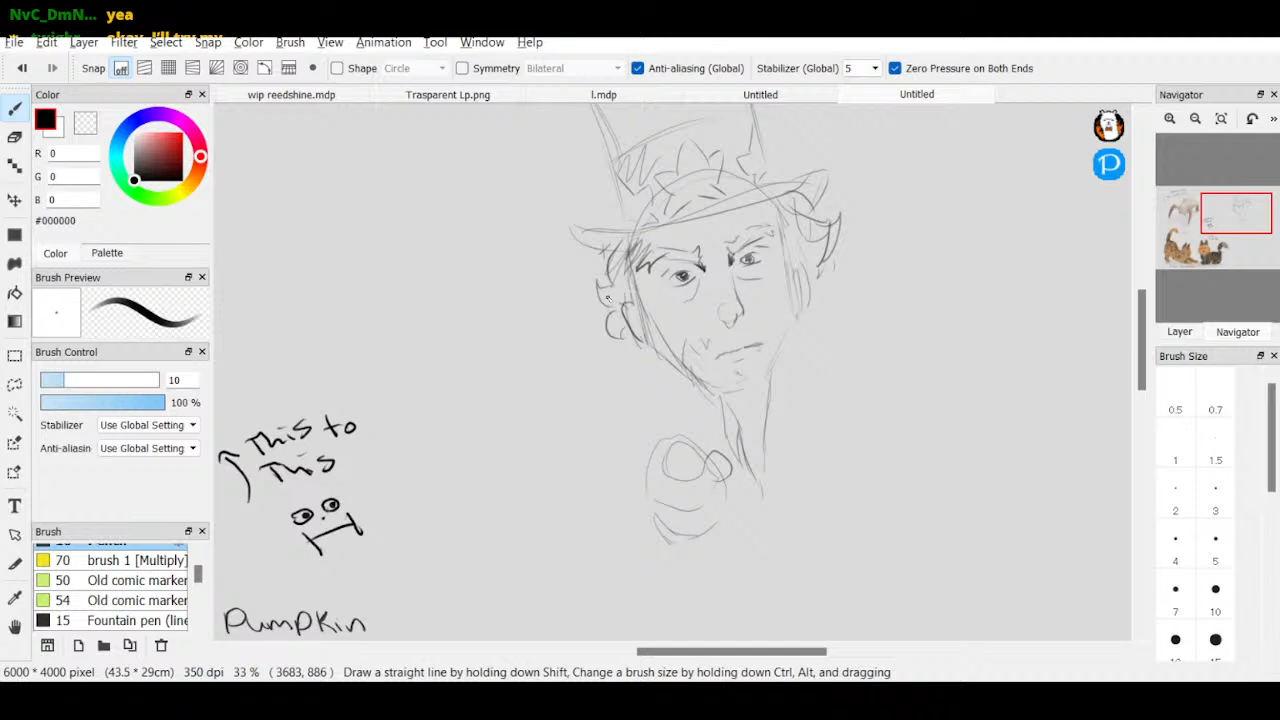 NvC_DmN... yea
okay, I'll try my
File Edit Layer Filter Select Snap Color Brush View Animation Tool Window Help
Snap off Shape Circle Symmetry Bilateral Anti-aliasing (Global) Stabilizer (Global) 5 Zero Pressure on Both Ends
Color
wip reedshine.mdp Trasparent Lp.png l.mdp Untitled Untitled
Navigator
R 0
G 0
B 0
#000000
Color Palette
Brush Preview
Brush Control
10
100 %
Stabilizer Use Global Setting
Anti-aliasin Use Global Setting
Brush
70 brush 1 [Multiply]
50 Old comic marker
54 Old comic marker
15 Fountain pen (line
This to
This
Pumpkin
Layer Navigator
Brush Size
0.5 0.7
1 1.5
2 3
4 5
7 10
6000 * 4000 pixel (43.5 * 29cm) 350 dpi 33 % ( 3683, 886 ) Draw a straight line by holding down Shift, Change a brush size by holding down Ctrl, Alt, and dragging